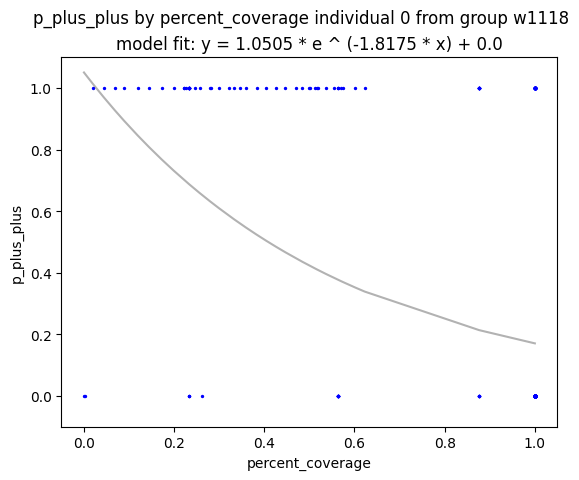 p_plus_plus by percent_coverage individual 0 from group w1118
model fit: y = 1.0505 * e ^ (-1.8175 * x) + 0.0
p_plus_plus
1.0
0.8
0.6
0.4
0.2
0.0
0.0 0.2 0.4 0.6 0.8 1.0
percent_coverage